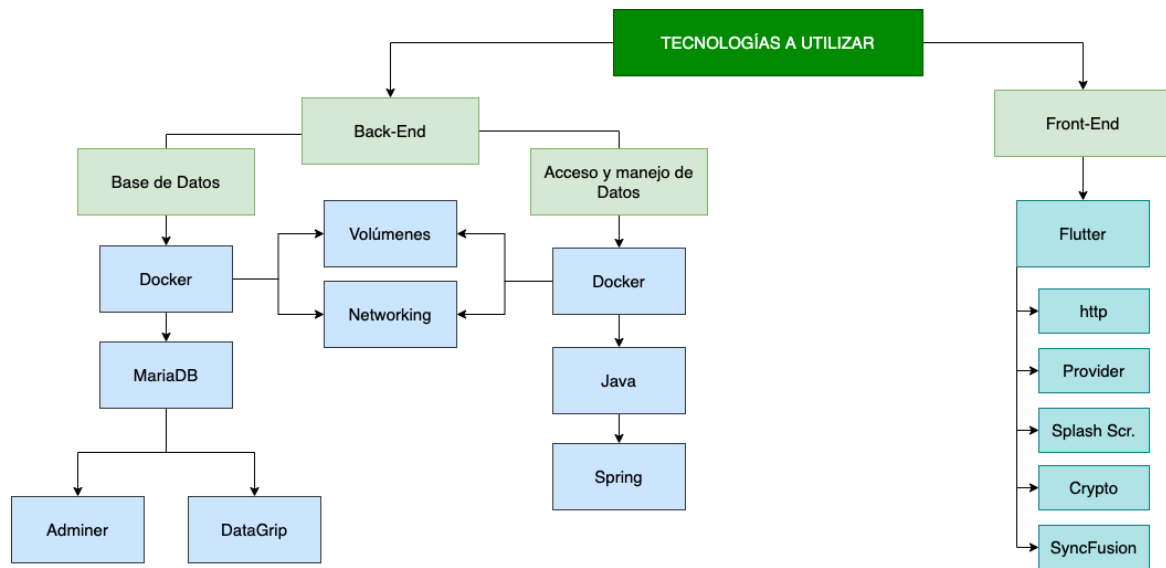 TECNOLOGÍAS A UTILIZAR
Back-End
Front-End
Base de Datos
Acceso y manejo de
Datos
Volúmenes
Flutter
Docker
Docker
Networking
http
MariaDB
Java
Provider
Splash Scr.
Spring
Crypto
Adminer
DataGrip
SyncFusion